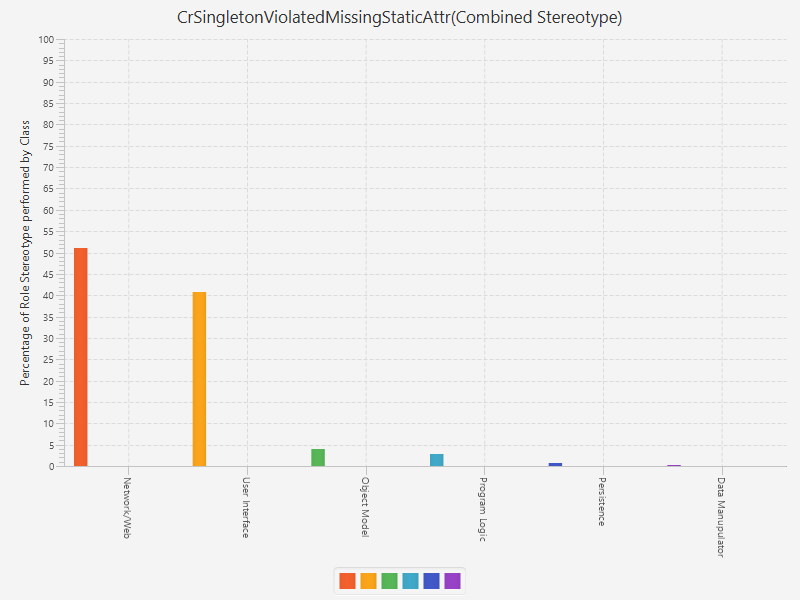 CrSingletonViolatedMissingStaticAttr(Combined Stereotype)
Percentage of Role Stereotype performed by Class
100
95
90
85
80
75
70
65
60
55
50
45
40
35
30
25
20
15
10
5
0
Network/Web
User Interface
Object Model
Program Logic
Persistence
Data Manupulator